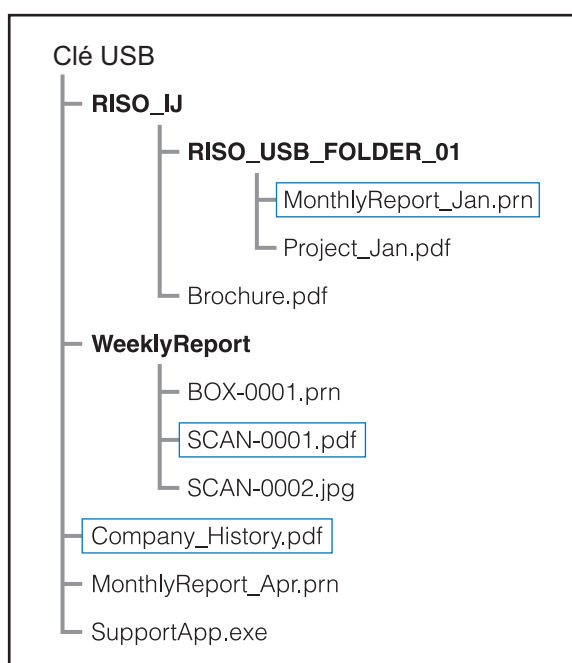 Clé USB
RISO_IJ
RISO_USB_FOLDER_01
MonthlyReport_Jan.prn
Project_Jan.pdf
Brochure.pdf
WeeklyReport
BOX-0001.prn
SCAN-0001.pdf
SCAN-0002.jpg
Company_History.pdf
MonthlyReport_Apr.prn
SupportApp.exe